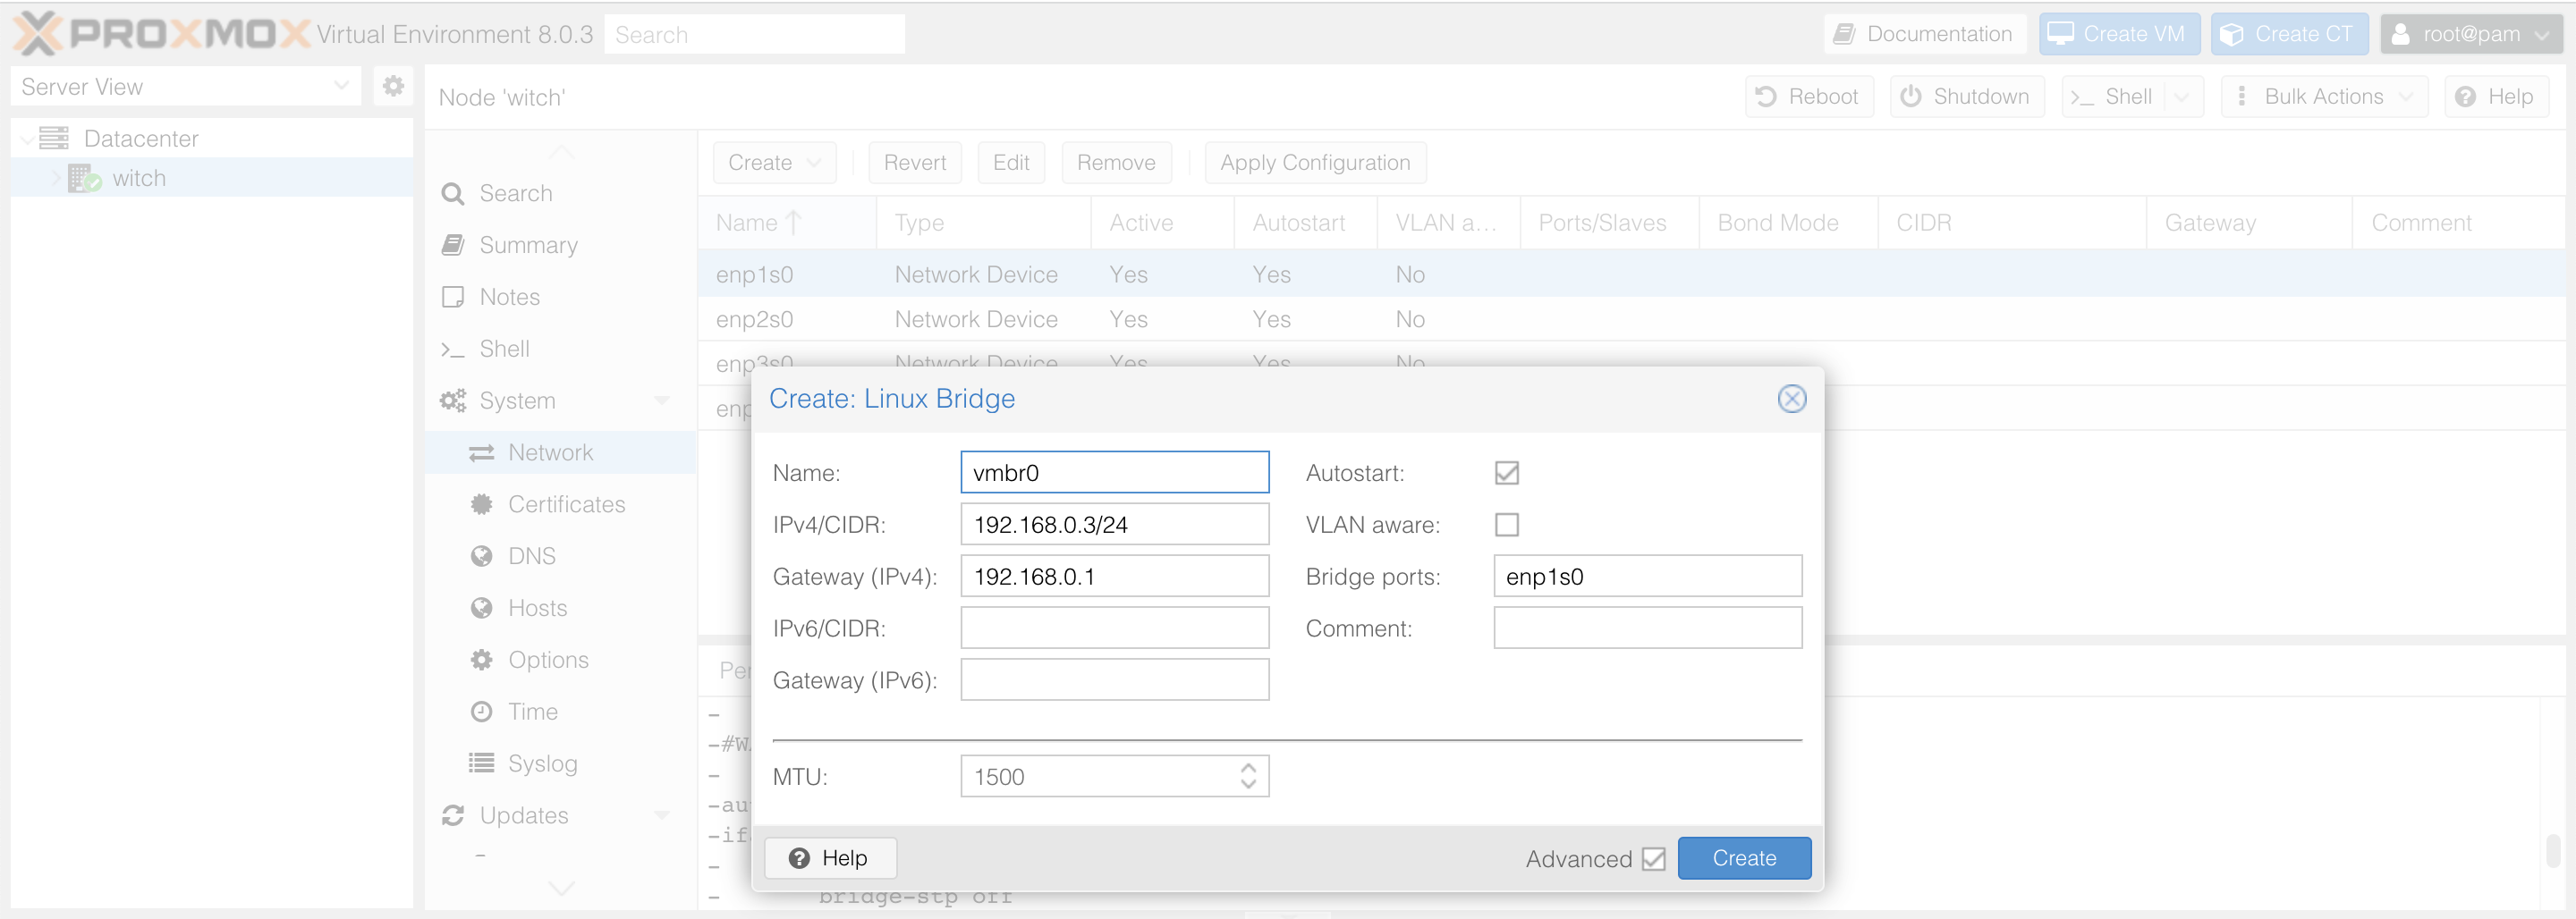 PROXMOX Virtual Environment 8.0.3 Search Documentation Create VM Create CT root@pam
Server View
Node 'witch' Reboot Shutdown Shell Bulk Actions Help
Datacenter
witch
Search
Summary
Notes
Shell
System
Network
Certificates
DNS
Hosts
Options
Time
Syslog
Updates
Create Revert Edit Remove Apply Configuration
Name Type Active Autostart VLAN a... Ports/Slaves Bond Mode CIDR Gateway Comment
enp1s0 Network Device Yes Yes No
enp2s0 Network Device Yes Yes No
enp3s0 Network Device Yes Yes No
enp
Create: Linux Bridge
Name: vmbr0 Autostart:
IPv4/CIDR: 192.168.0.3/24 VLAN aware:
Gateway (IPv4): 192.168.0.1 Bridge ports: enp1s0
IPv6/CIDR: Comment:
Gateway (IPv6):
MTU: 1500
Help Advanced Create
-
-
-au
-if
-
- bridge-stp off